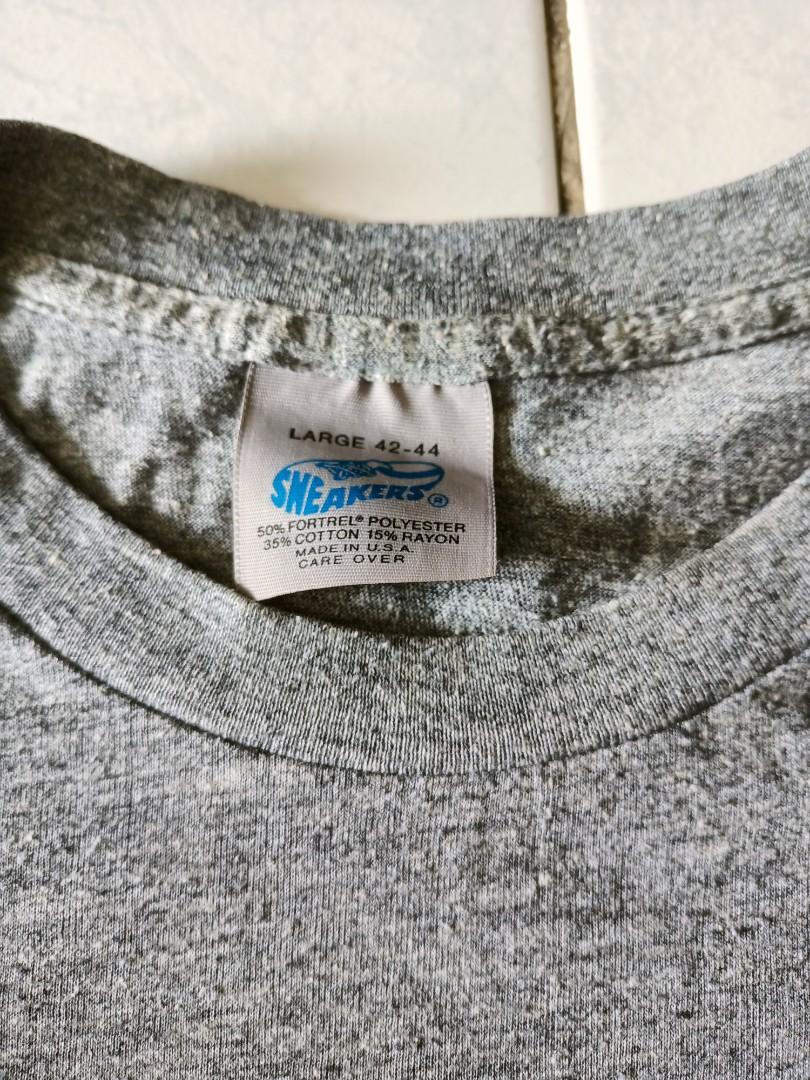 LARGE 42-44
SNEAKERS®
50% FORTREL® POLYESTER
35% COTTON 15% RAYON
MADE IN U.S.A.
CARE OVER